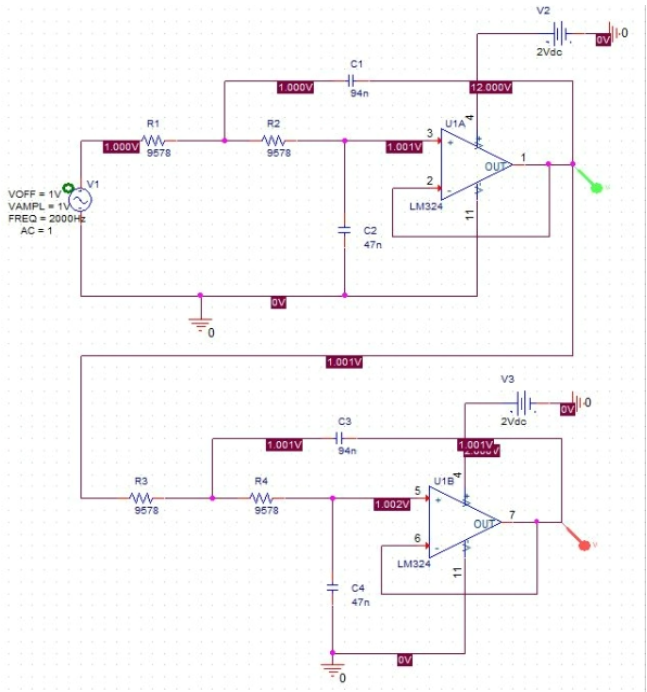 V2
0
0V
2Vdc
C1
1.000V
94n
12.000V
R1
R2
U1A
4
1.000V
9578
9578
1.001V
3
+
OUT
1
V1
2
-
VOFF = 1V
VAMPL = 1V
FREQ = 2000Hz
AC = 1
LM324
11
C2
47n
0V
0
1.001V
V3
0
0V
2Vdc
C3
1.001V
94n
1.001V
4
R3
R4
U1B
9578
9578
1.002V
5
+
OUT
7
V
6
-
LM324
11
C4
47n
0V
0